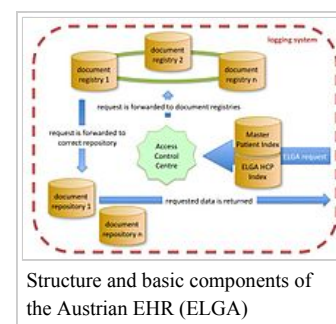 logging system
document
registry 2
document
registry 1
document
registry n
request is forwarded to document registries
request is forwarded to
correct repository
Access
Control
Centre
Master
Patient Index
ELGA HCP
Index
ELGA request
document
repository 1
requested data is returned
document
repository n
Structure and basic components of
the Austrian EHR (ELGA)